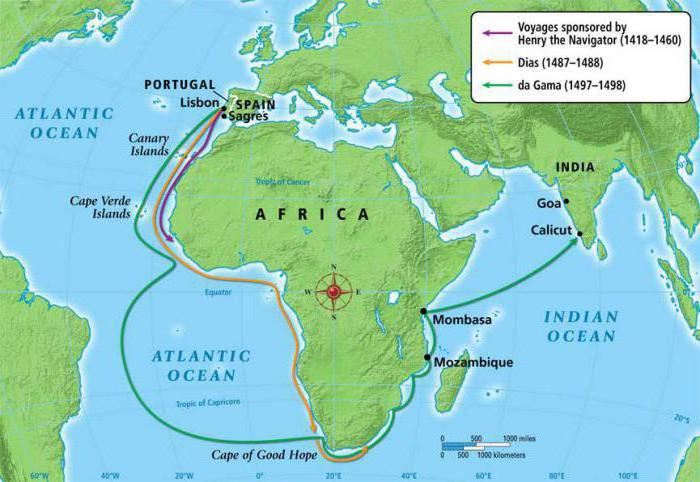 Voyages sponsored by
Henry the Navigator (1418–1460)
Dias (1487–1488)
da Gama (1497–1498)
PORTUGAL
Lisbon
SPAIN
Sagres
ATLANTIC
OCEAN
Canary
Islands
Cape Verde
Islands
Tropic of Cancer
AFRICA
INDIA
Goa
Calicut
N
W
E
S
Equator
Mombasa
INDIAN
OCEAN
Mozambique
ATLANTIC
OCEAN
Tropic of Capricorn
Cape of Good Hope
0 500 1000 miles
0 500 1000 kilometers
20°S
0°
60°W
40°W
20°W
0°
20°E
40°E
60°E
80°E
100°E